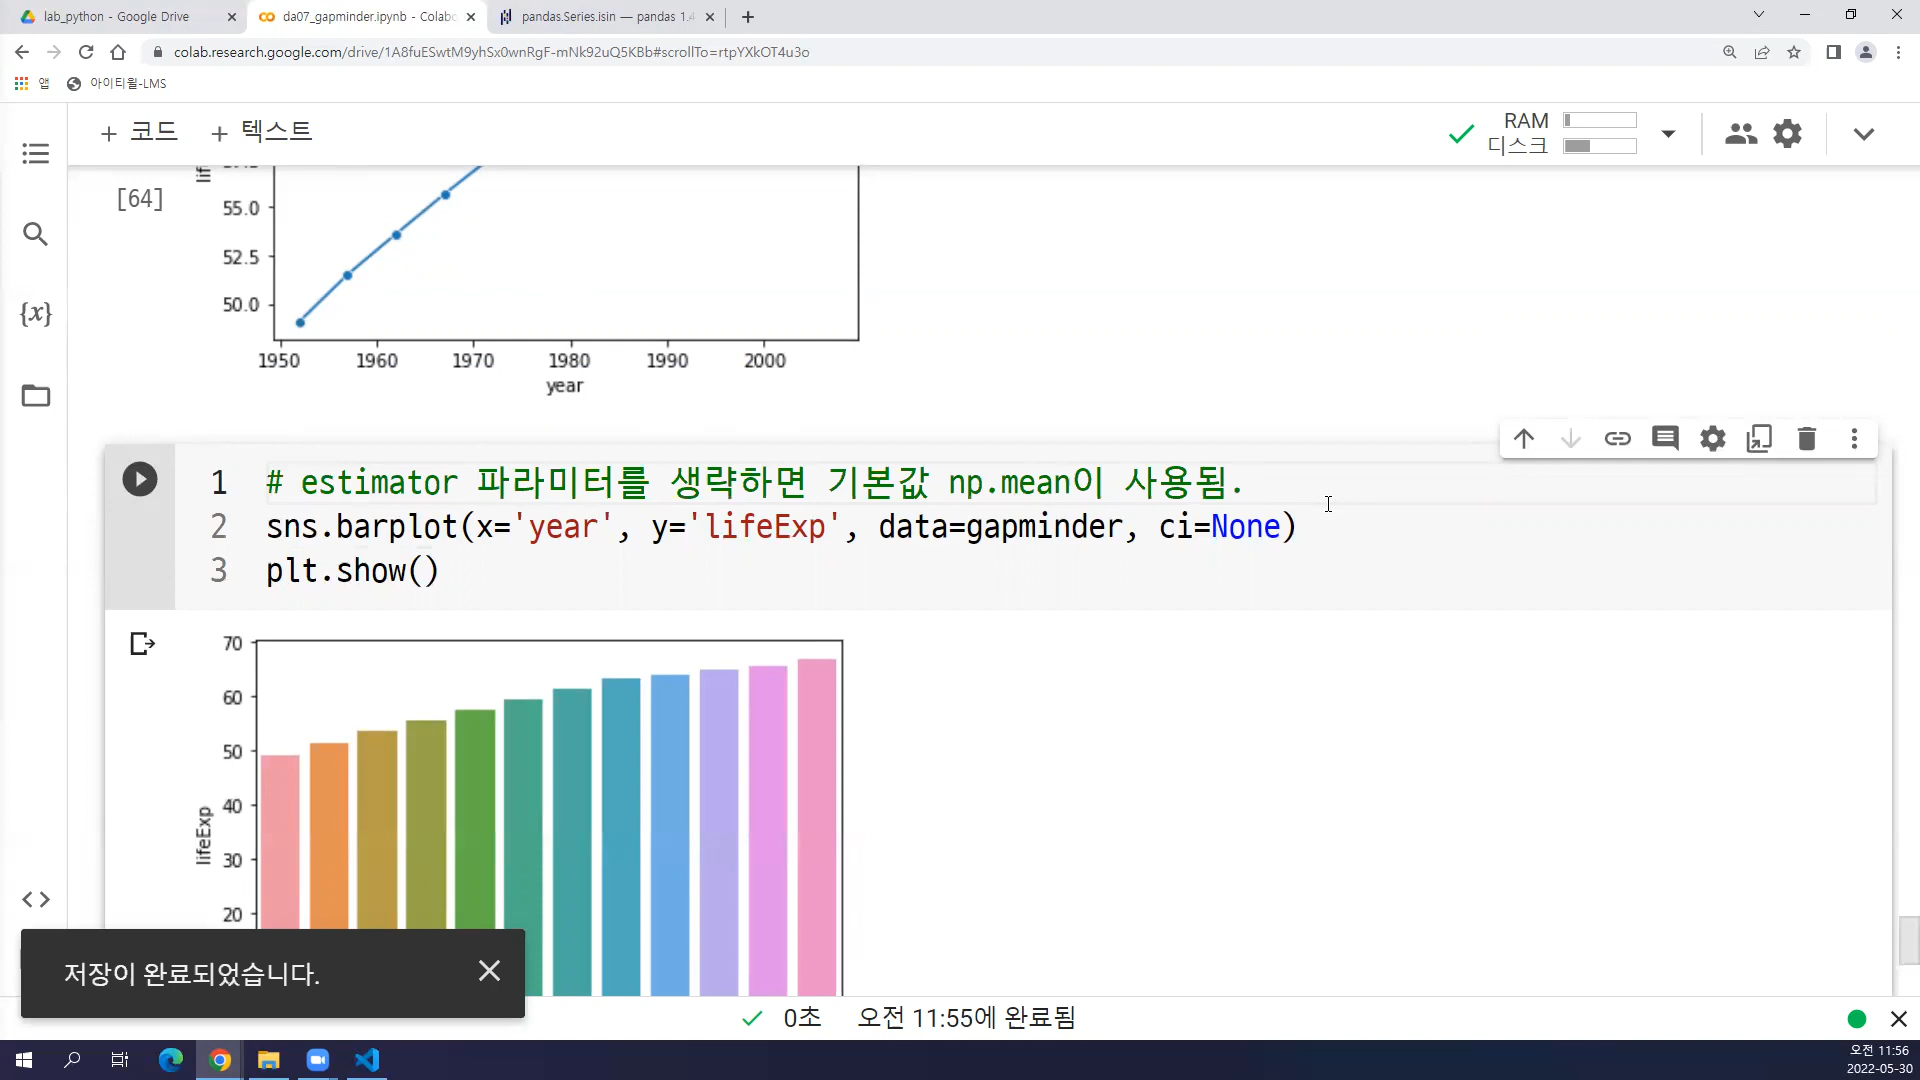 lab_python - Google Drive
da07_gapminder.ipynb - Colabo
pandas.Series.isin — pandas 1.4
colab.research.google.com/drive/1A8fuESwtM9yhSx0wnRgF-mNk92uQ5KBb#scrollTo=rtpYXkOT4u3o
앱
아이티윌-LMS
+ 코드
+ 텍스트
RAM
디스크
[64]
55.0
52.5
50.0
1950 1960 1970 1980 1990 2000
year
{x}
1 # estimator 파라미터를 생략하면 기본값 np.mean이 사용됨.
2 sns.barplot(x='year', y='lifeExp', data=gapminder, ci=None)
3 plt.show()
70
60
50
40
30
20
lifeExp
저장이 완료되었습니다.
0초 오전 11:55에 완료됨
오전 11:56
2022-05-30